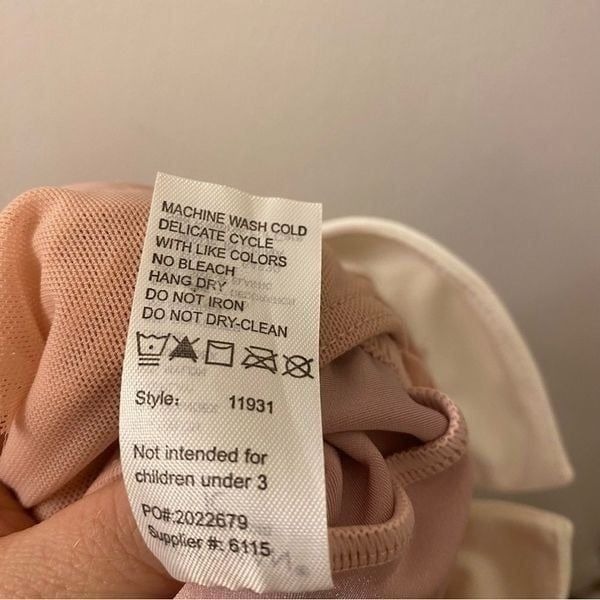 MACHINE WASH COLD
DELICATE CYCLE
WITH LIKE COLORS
NO BLEACH
HANG DRY
DO NOT IRON
DO NOT DRY-CLEAN
Style: 11931
Not intended for
children under 3
PO#:2022679
Supplier #: 6115